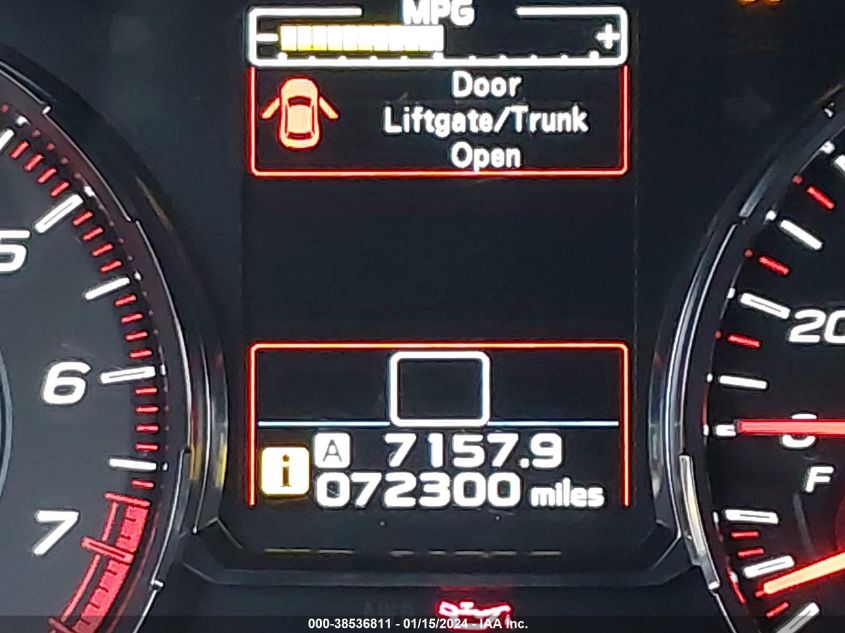 MPG
- +
Door
Liftgate/Trunk
Open
5
6
7
20
F
A 7157.9
i 072300 miles
000-38536811 - 01/15/2024 - IAA Inc.